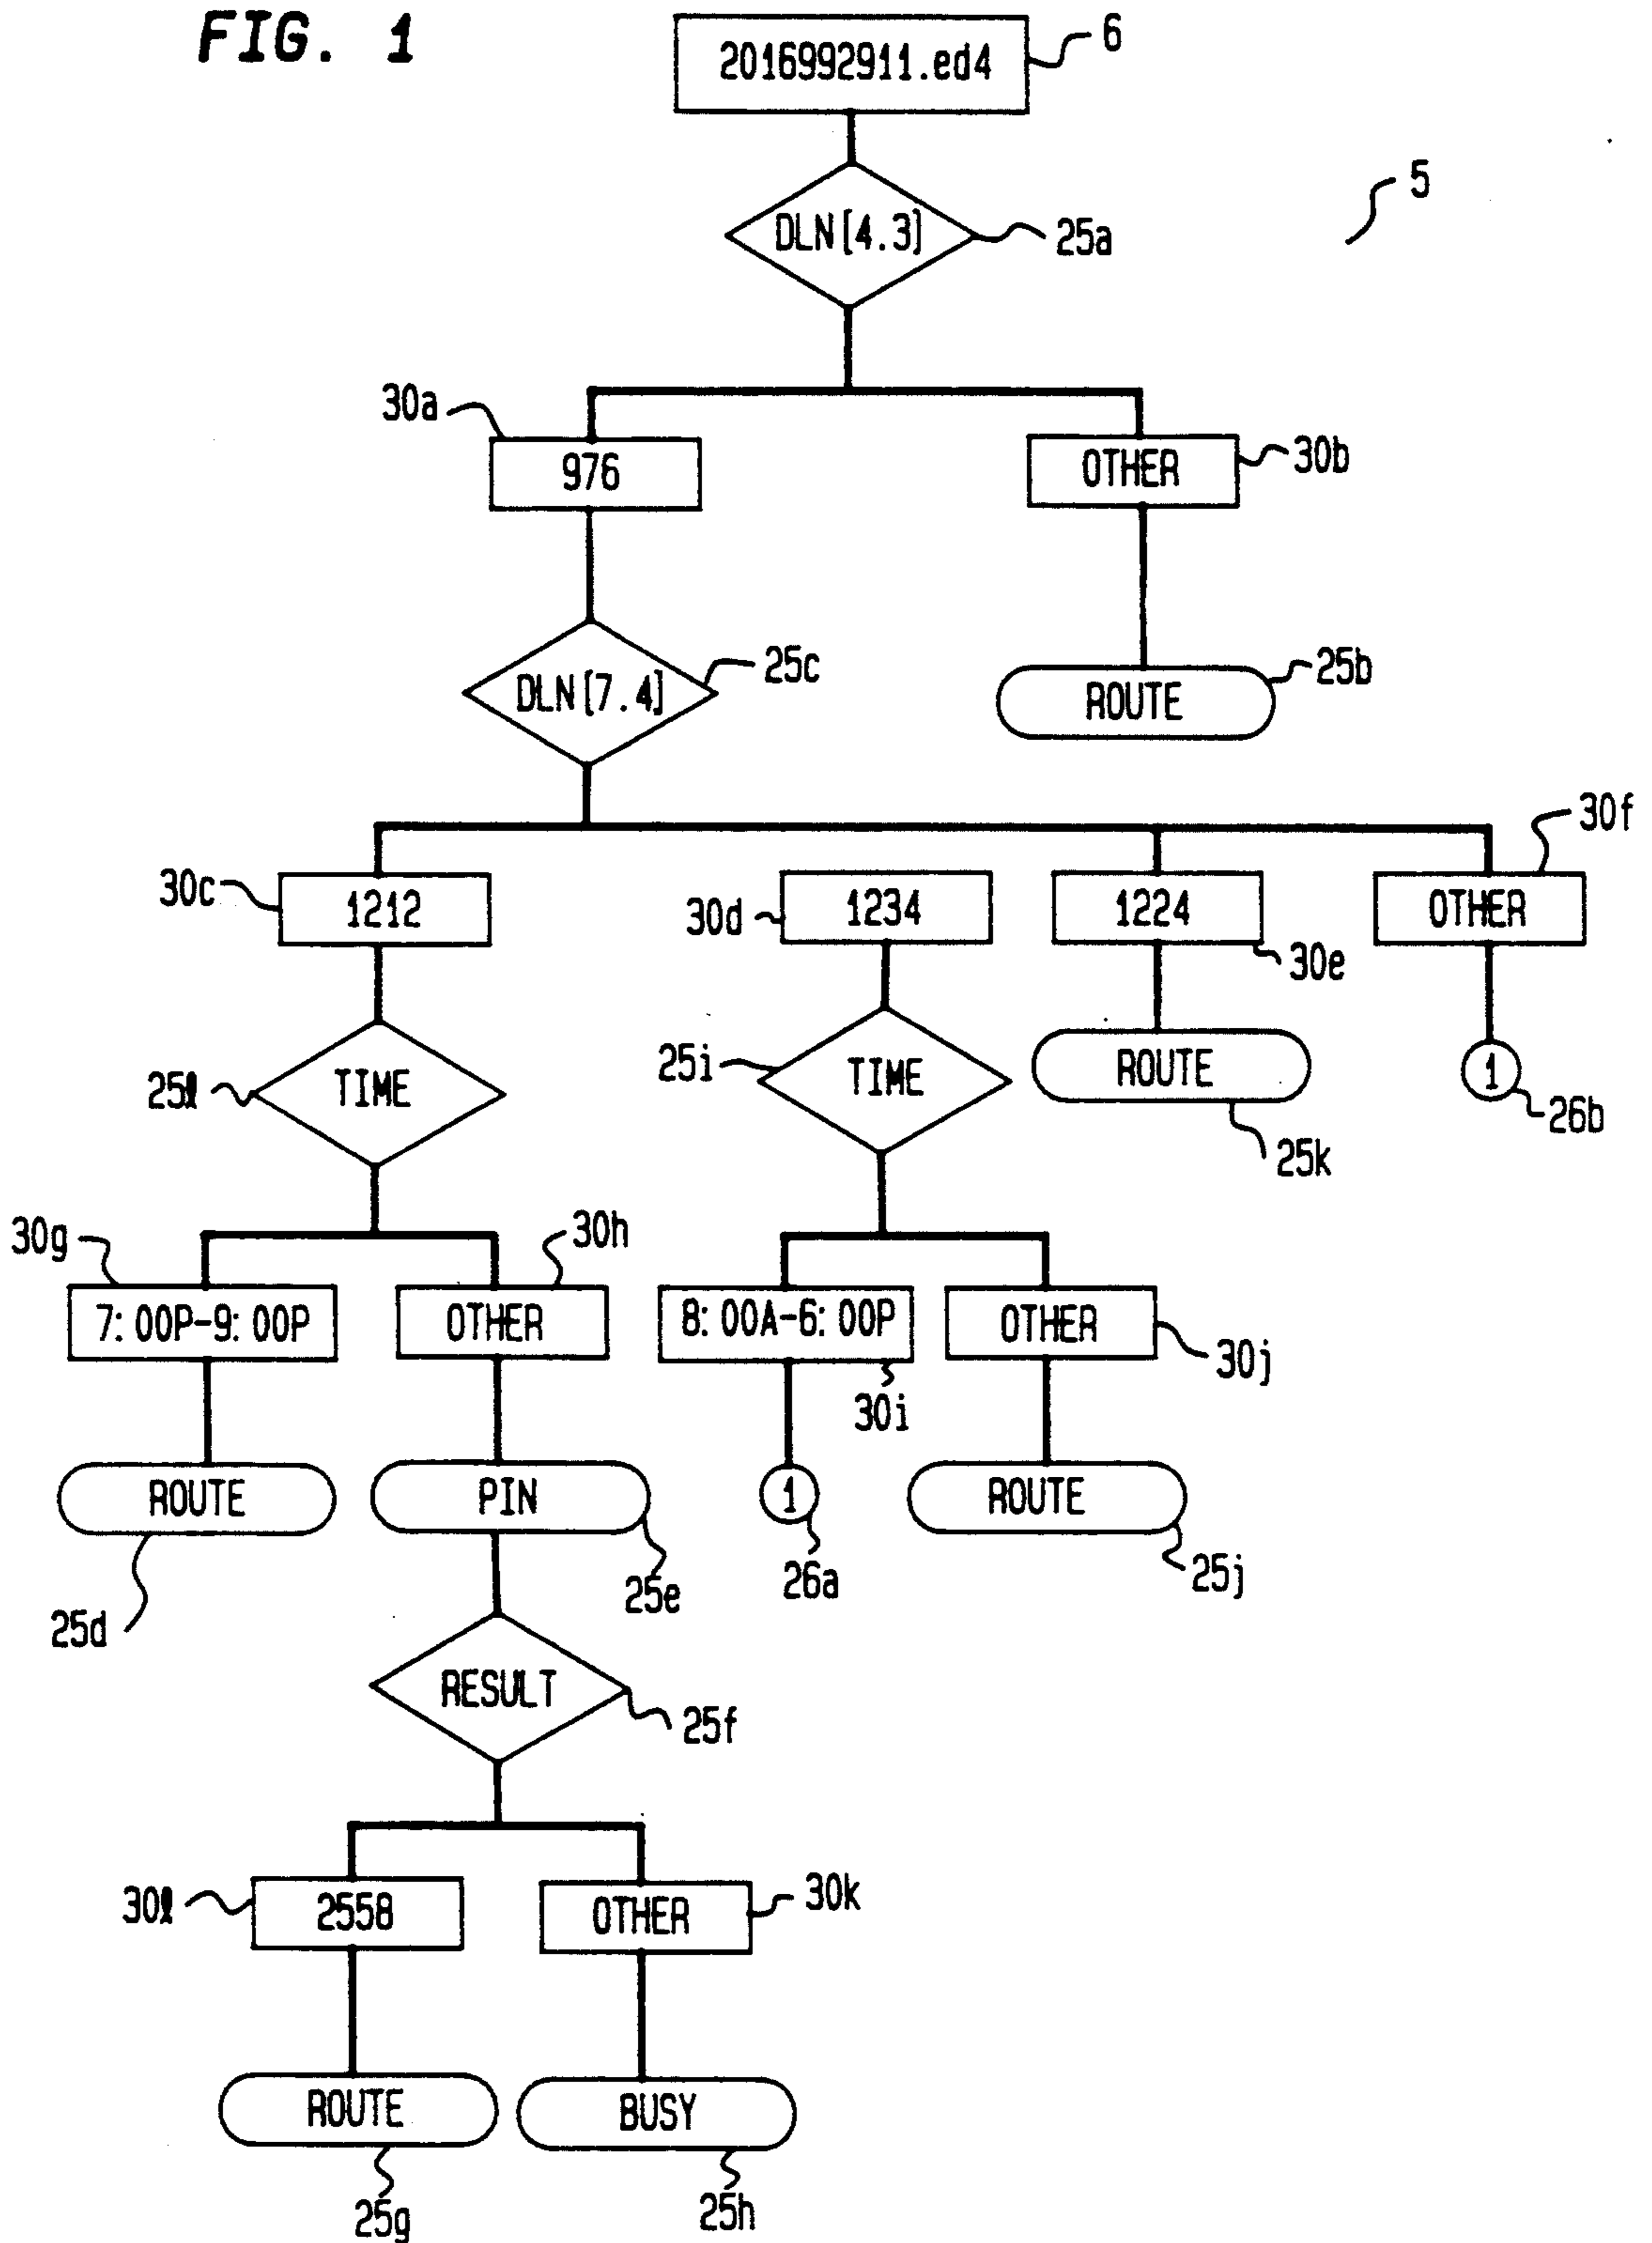 FIG. 1
2016992911.ed4
6
5
DLN[4.3]
25a
30a
976
OTHER
30b
DLN[7.4]
25c
ROUTE
25b
30f
30c
1212
30d
1234
1224
OTHER
30e
25l
TIME
25i
TIME
ROUTE
1
26b
25k
30g
30h
7:00P-9:00P
OTHER
8:00A-6:00P
OTHER
30j
30i
ROUTE
PIN
1
ROUTE
25d
25e
26a
25j
RESULT
25f
30l
2558
OTHER
30k
ROUTE
BUSY
25g
25h